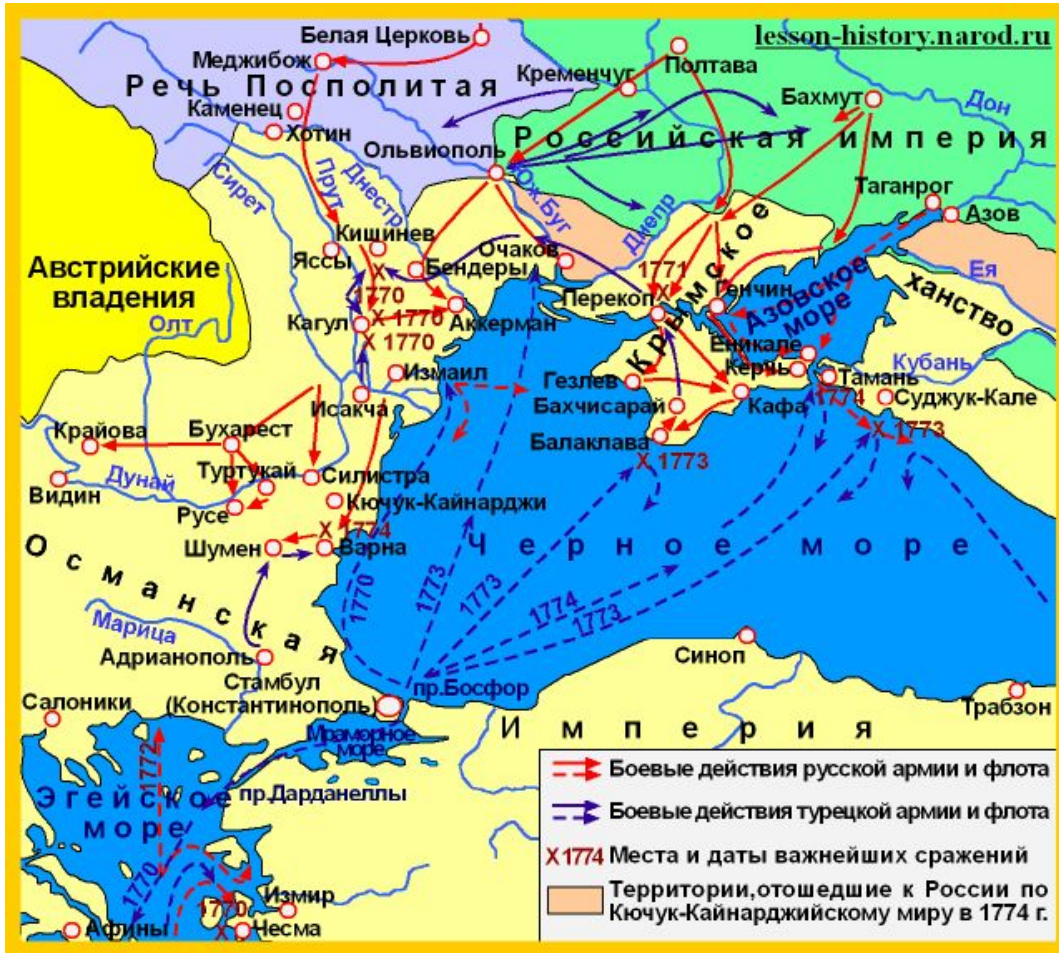 lesson-history.narod.ru
Белая Церковь
Меджибож
Речь Посполитая
Каменец
Хотин
Кременчуг
Полтава
Бахмут
Дон
Российская империя
Ольвиополь
Юж.Буг
Днепр
Сирет
Прут
Днестр
Таганрог
Азов
Ея
Австрийские
владения
Олт
Кишинев
Яссы
Бендеры
Очаков
1770
Кагул
Х 1770
Х 1770
Аккерман
1771
Х
Перекоп
Генчин
Крымское
ханство
Азовское
море
Еникале
Керчь
Кубань
Тамань
1774
Суджук-Кале
Х 1773
Измаил
Исакча
Гезлев
Бахчисарай
Кафа
Балаклава
Х 1773
Крайова
Бухарест
Видин
Дунай
Туртукай
Силистра
Русе
Кючук-Кайнарджи
Х 1774
Шумен
Варна
Черное море
1770
1773
1773
1774
1773
Османская
Империя
Марица
Адрианополь
Стамбул
(Константинополь)
пр.Босфор
Синоп
Трабзон
Салоники
Мраморное
море
пр.Дарданеллы
1772
Эгейское
море
1770
1770
Х
Измир
Чесма
Афины
Боевые действия русской армии и флота
Боевые действия турецкой армии и флота
Х 1774 Места и даты важнейших сражений
Территории,отошедшие к России по
Кючук-Кайнарджийскому миру в 1774 г.